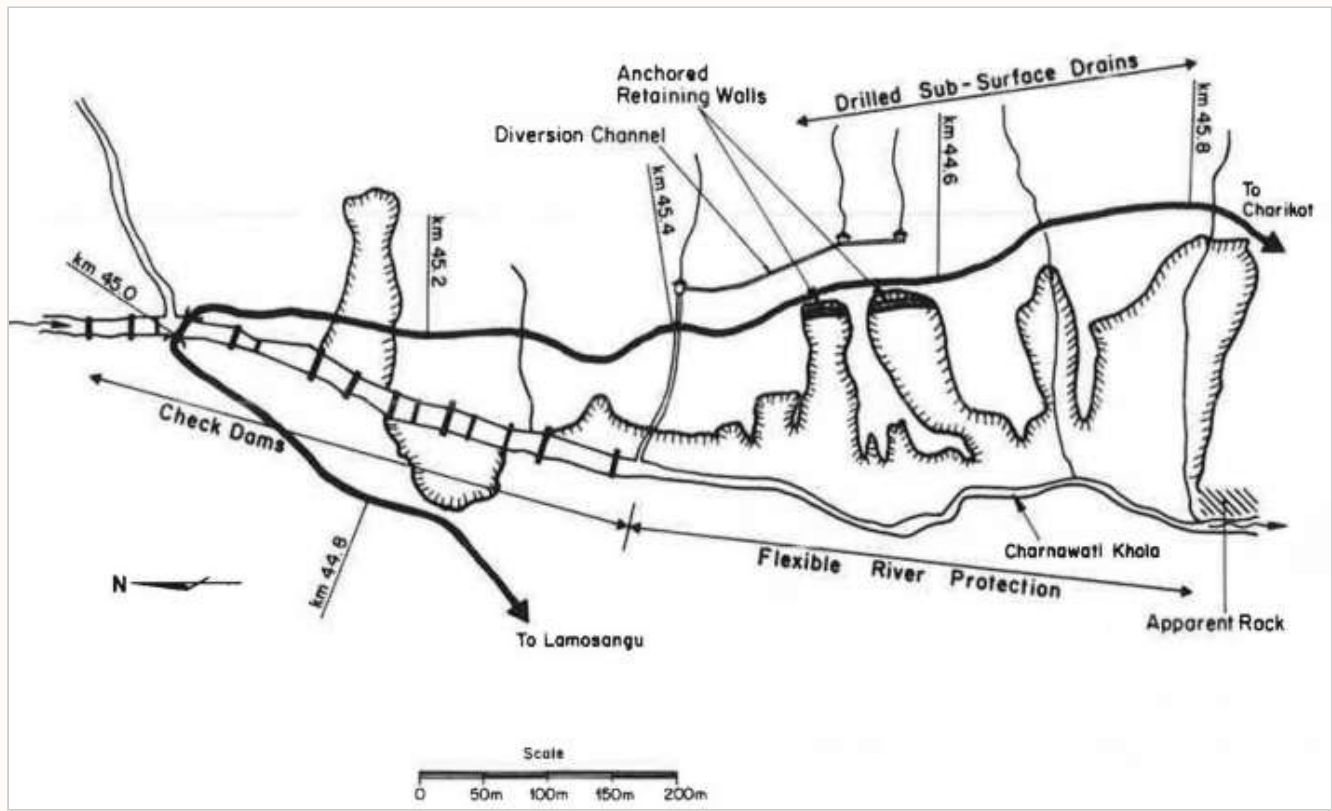 Anchored
Retaining Walls
Drilled Sub-Surface Drains
Diversion Channel
km 45.8
km 44.6
km 45.4
To
Charikot
km 45.2
km 45.0
Check Dams
km 44.8
Flexible River Protection
Charnawati Khola
N
To Lamosangu
Apparent Rock
Scale
0 50m 100m 150m 200m